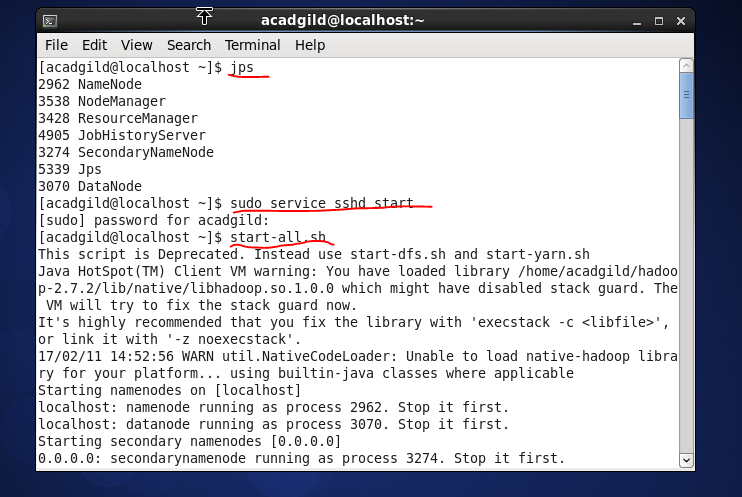 acadgild@localhost:~
File Edit View Search Terminal Help
[acadgild@localhost ~]$ jps
2962 NameNode
3538 NodeManager
3428 ResourceManager
4905 JobHistoryServer
3274 SecondaryNameNode
5339 Jps
3070 DataNode
[acadgild@localhost ~]$ sudo service sshd start
[sudo] password for acadgild:
[acadgild@localhost ~]$ start-all.sh
This script is Deprecated. Instead use start-dfs.sh and start-yarn.sh
Java HotSpot(TM) Client VM warning: You have loaded library /home/acadgild/hadoo
p-2.7.2/lib/native/libhadoop.so.1.0.0 which might have disabled stack guard. The
 VM will try to fix the stack guard now.
It's highly recommended that you fix the library with 'execstack -c <libfile>',
or link it with '-z noexecstack'.
17/02/11 14:52:56 WARN util.NativeCodeLoader: Unable to load native-hadoop libra
ry for your platform... using builtin-java classes where applicable
Starting namenodes on [localhost]
localhost: namenode running as process 2962. Stop it first.
localhost: datanode running as process 3070. Stop it first.
Starting secondary namenodes [0.0.0.0]
0.0.0.0: secondarynamenode running as process 3274. Stop it first.